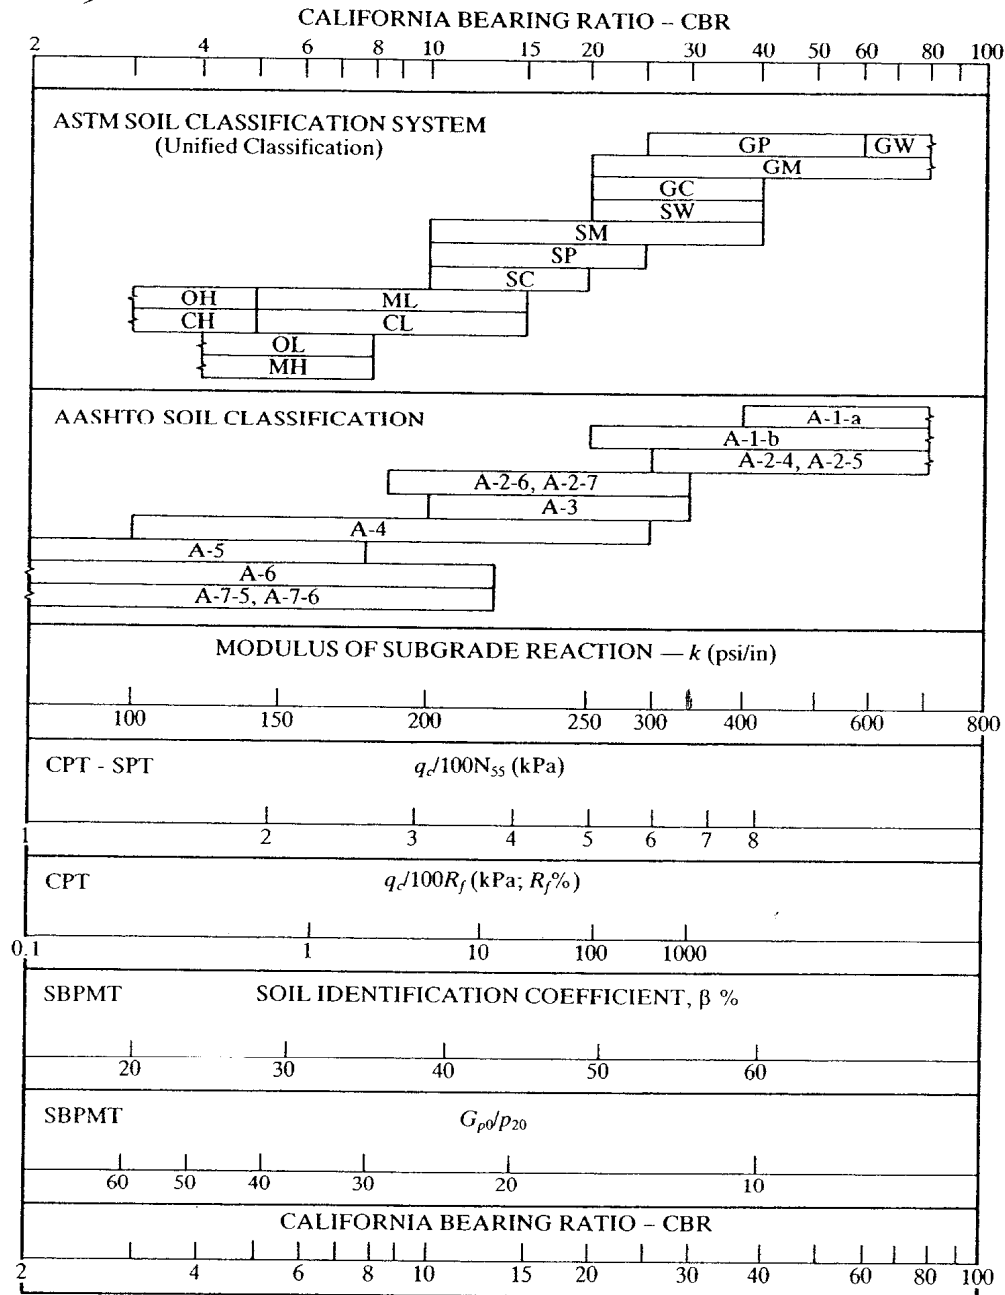 CALIFORNIA BEARING RATIO – CBR
2 4 6 8 10 15 20 30 40 50 60 80 100
ASTM SOIL CLASSIFICATION SYSTEM
(Unified Classification)
GP GW
GM
GC
SW
SM
SP
SC
OH ML
CH CL
OL
MH
AASHTO SOIL CLASSIFICATION
A-1-a
A-1-b
A-2-4, A-2-5
A-2-6, A-2-7
A-3
A-4
A-5
A-6
A-7-5, A-7-6
MODULUS OF SUBGRADE REACTION — k (psi/in)
100 150 200 250 300 400 500 600 800
CPT - SPT q_c/100N_55 (kPa)
1 2 3 4 5 6 7 8
CPT q_c/100R_f (kPa; R_f%)
0.1 1 10 100 1000
SBPMT SOIL IDENTIFICATION COEFFICIENT, β %
20 30 40 50 60
SBPMT G_p0/p_20
60 50 40 30 20 10
CALIFORNIA BEARING RATIO – CBR
2 4 6 8 10 15 20 30 40 50 60 80 100